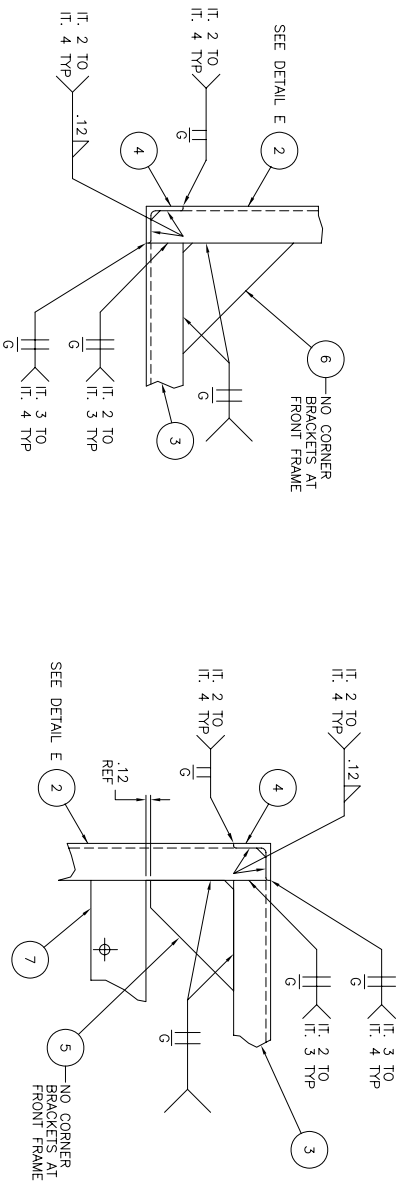 SEE DETAIL E
2
6
NO CORNER
BRACKETS AT
FRONT FRAME
IT. 2 TO
IT. 4 TYP
G
4
G
IT. 2 TO
IT. 4 TYP
.12
3
IT. 2 TO
IT. 3 TYP
G
IT. 3 TO
IT. 4 TYP
G
IT. 2 TO
IT. 4 TYP
.12
IT. 3 TO
IT. 4 TYP
G
4
IT. 2 TO
IT. 3 TYP
G
IT. 2 TO
IT. 4 TYP
G
3
G
.12
REF
SEE DETAIL E
2
7
5
NO CORNER
BRACKETS AT
FRONT FRAME